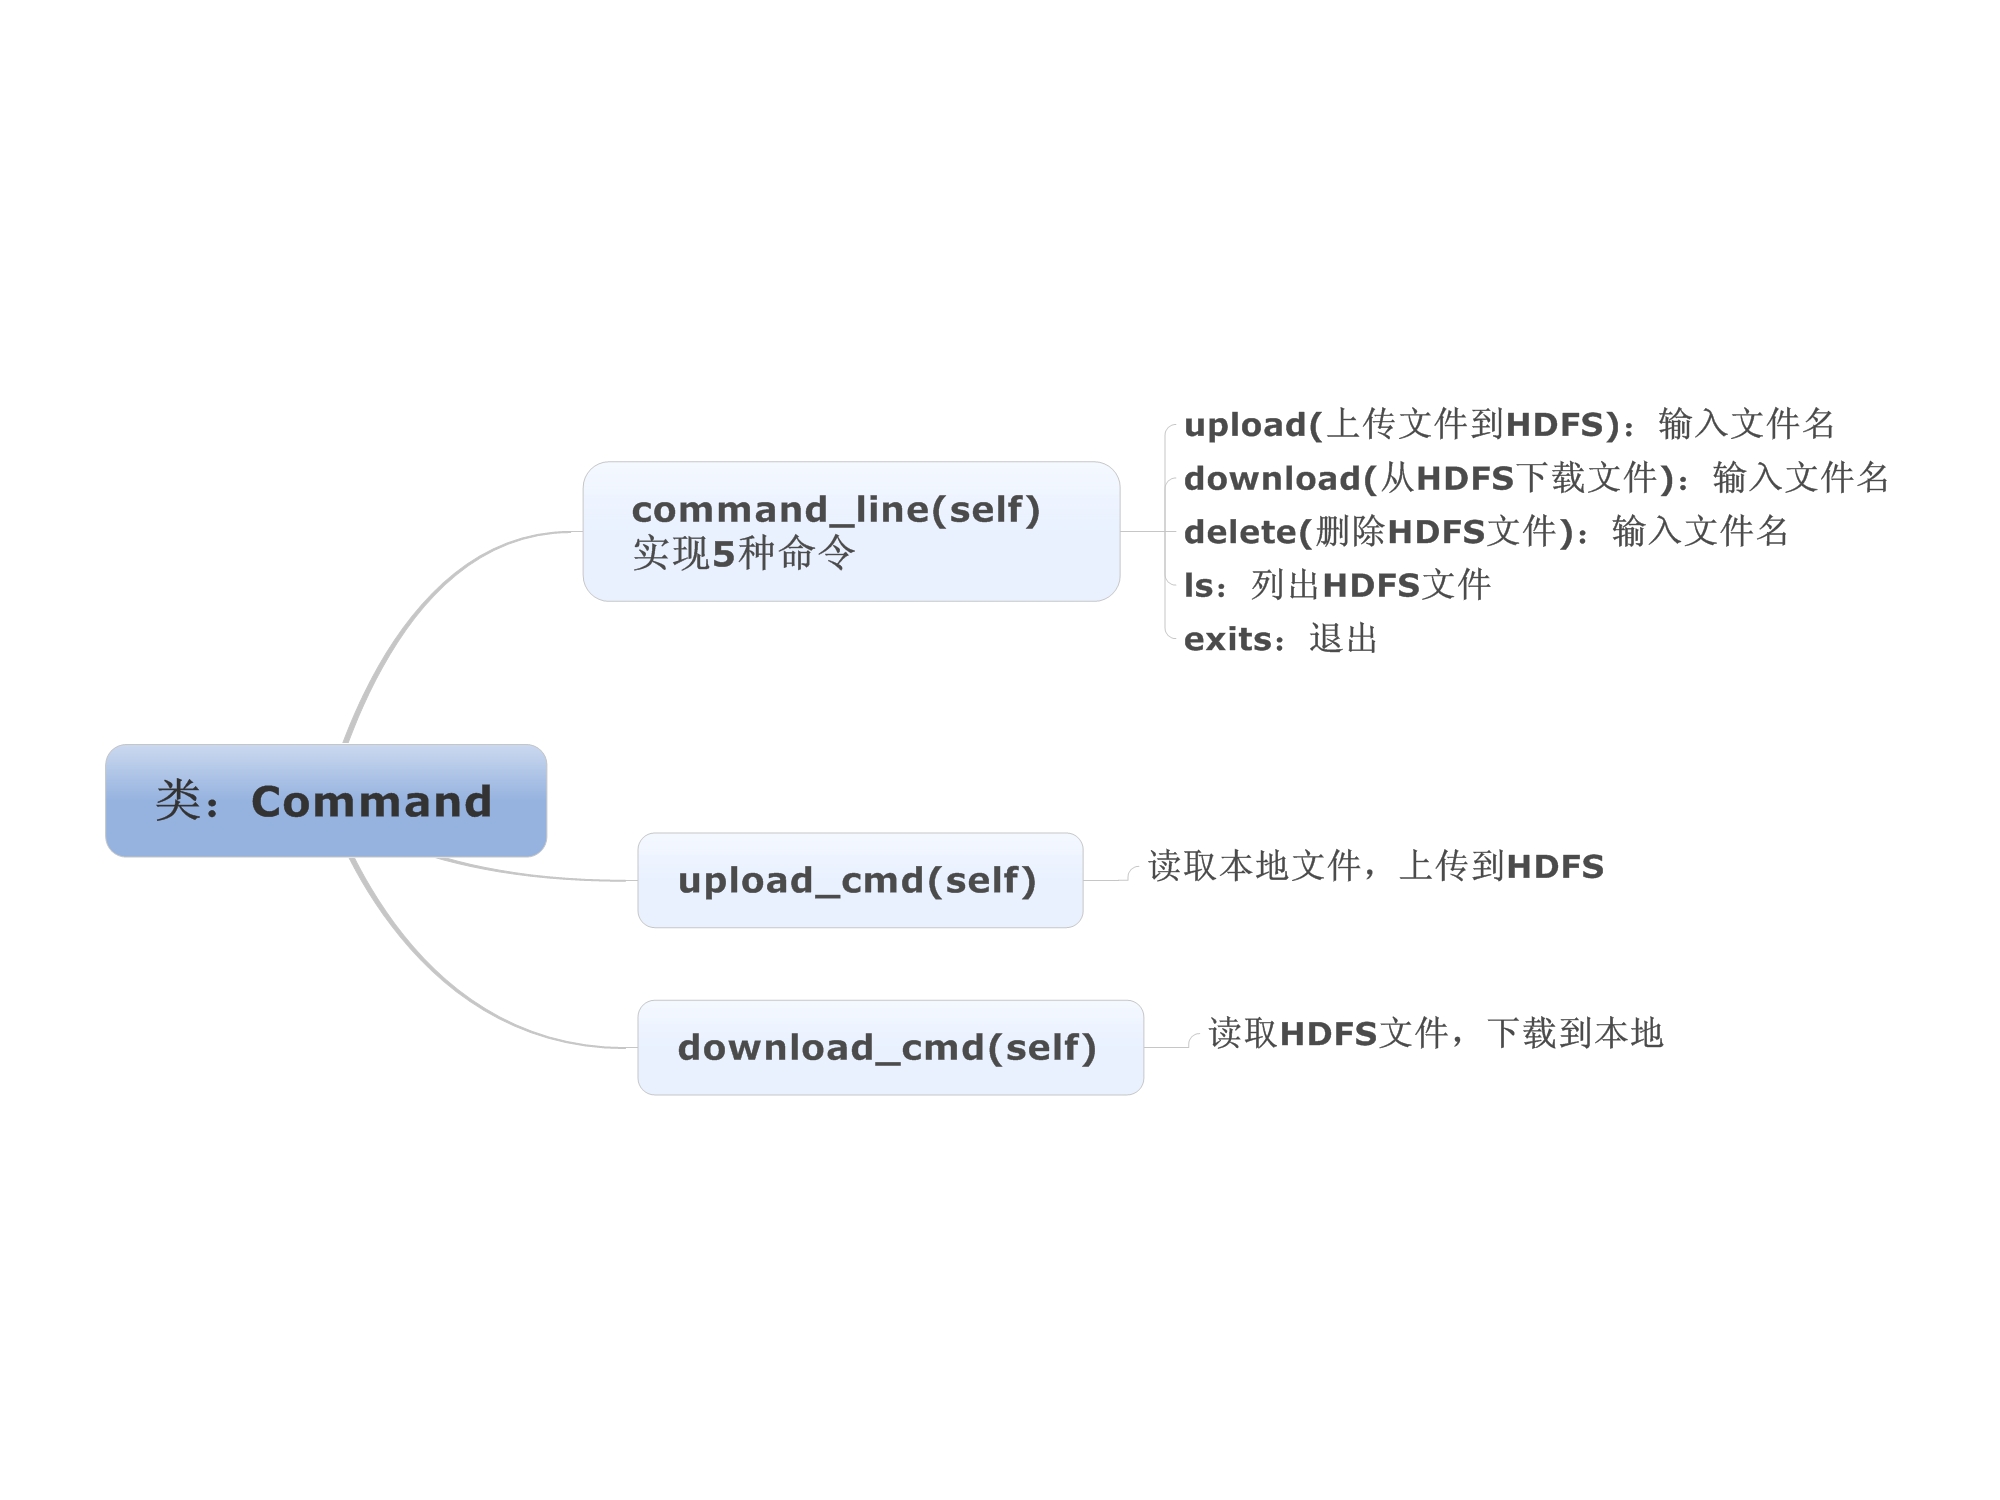 upload(上传文件到HDFS)：输入文件名
download(从HDFS下载文件)：输入文件名
command_line(self)
实现5种命令
delete(删除HDFS文件)：输入文件名
ls：列出HDFS文件
exits：退出
类：Command
upload_cmd(self)
读取本地文件，上传到HDFS
download_cmd(self)
读取HDFS文件，下载到本地